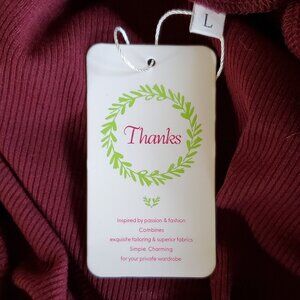 L
Thanks
Inspired by passion & fashion
Combines
exquisite tailoring & superior fabrics
Simple. Charming
for your private wardrobe